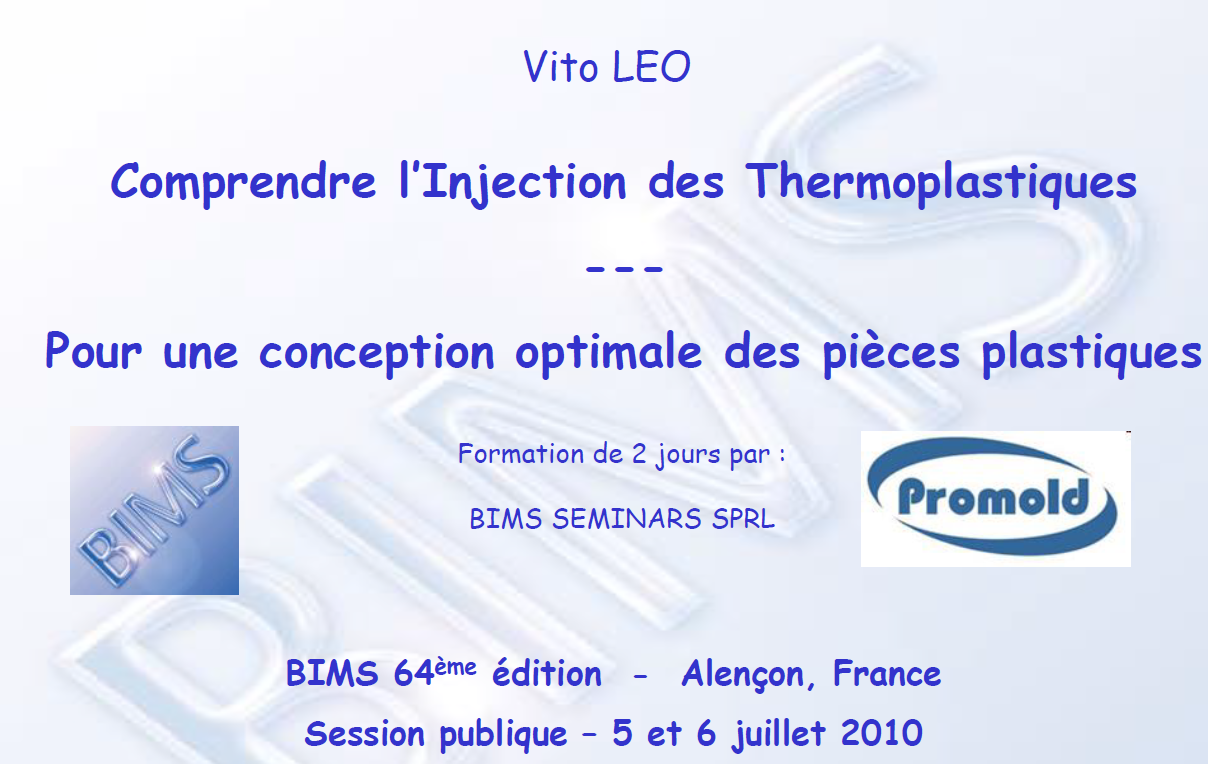 Vito LEO
Comprendre l'Injection des Thermoplastiques
---
Pour une conception optimale des pièces plastiques
BIMS
Formation de 2 jours par :
BIMS SEMINARS SPRL
Promold
BIMS 64ème édition - Alençon, France
Session publique – 5 et 6 juillet 2010
BIMS